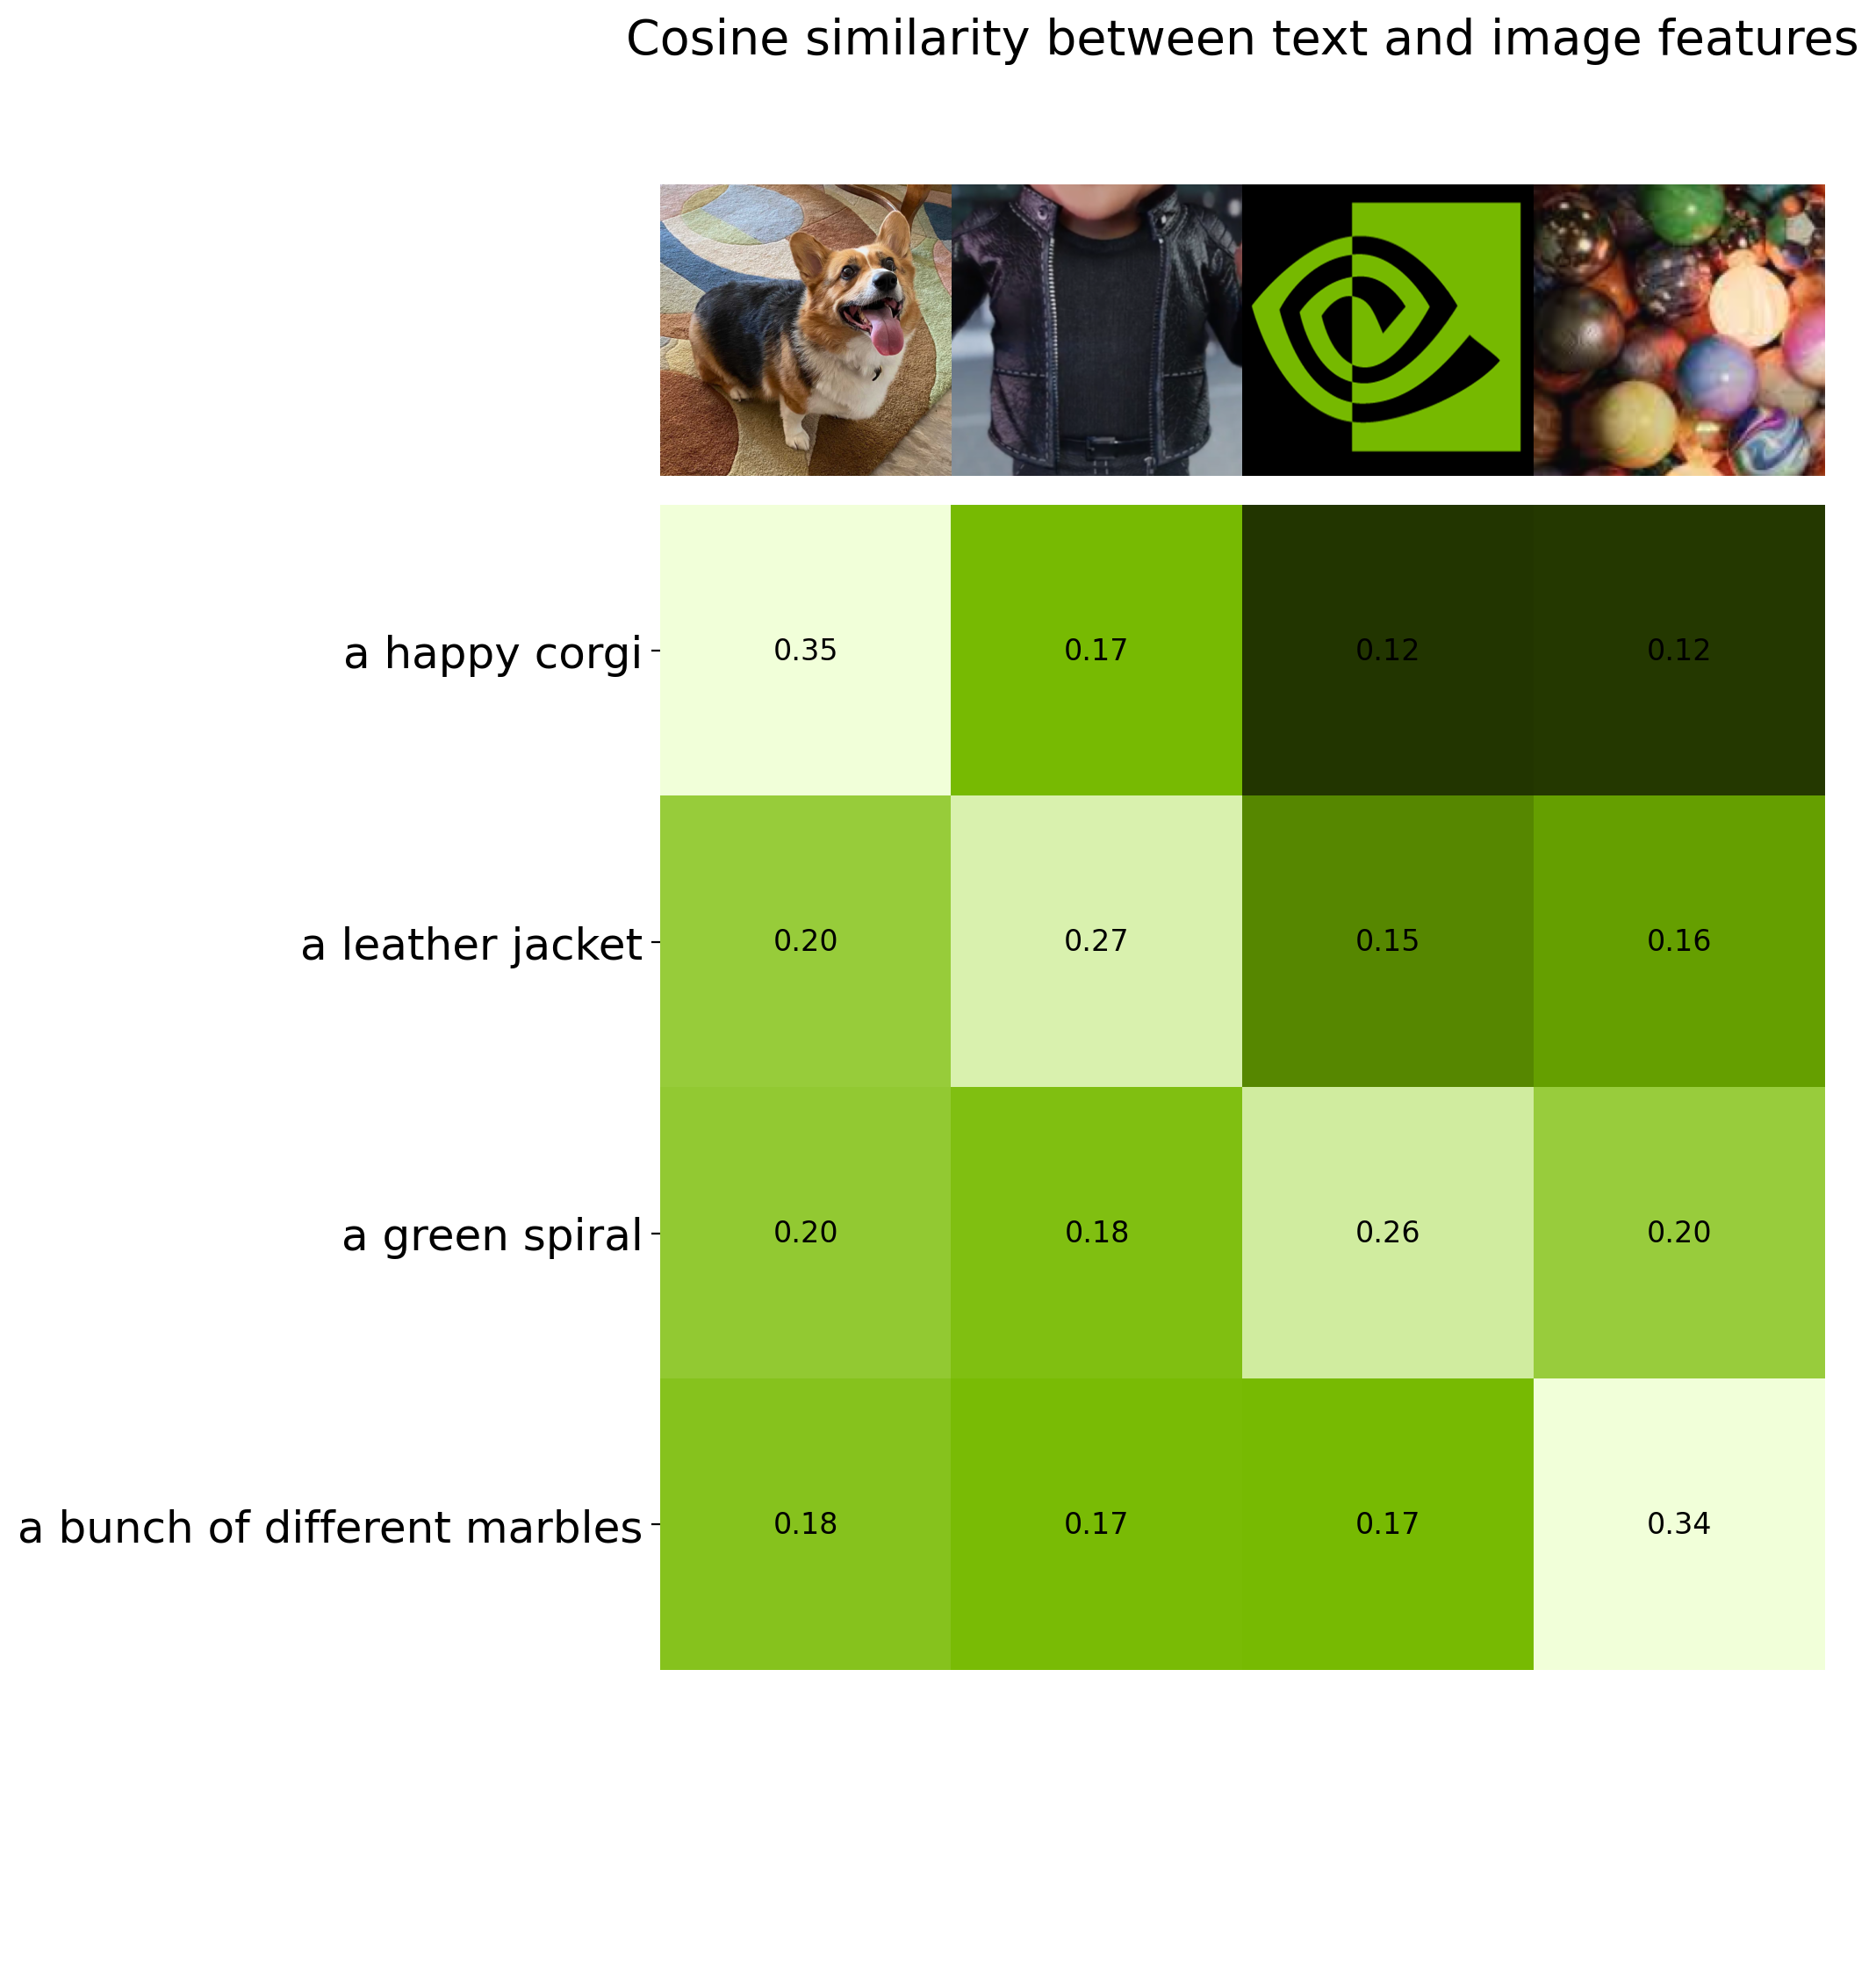 Cosine similarity between text and image features
a happy corgi 0.35 0.17 0.12 0.12
a leather jacket 0.20 0.27 0.15 0.16
a green spiral 0.20 0.18 0.26 0.20
a bunch of different marbles 0.18 0.17 0.17 0.34